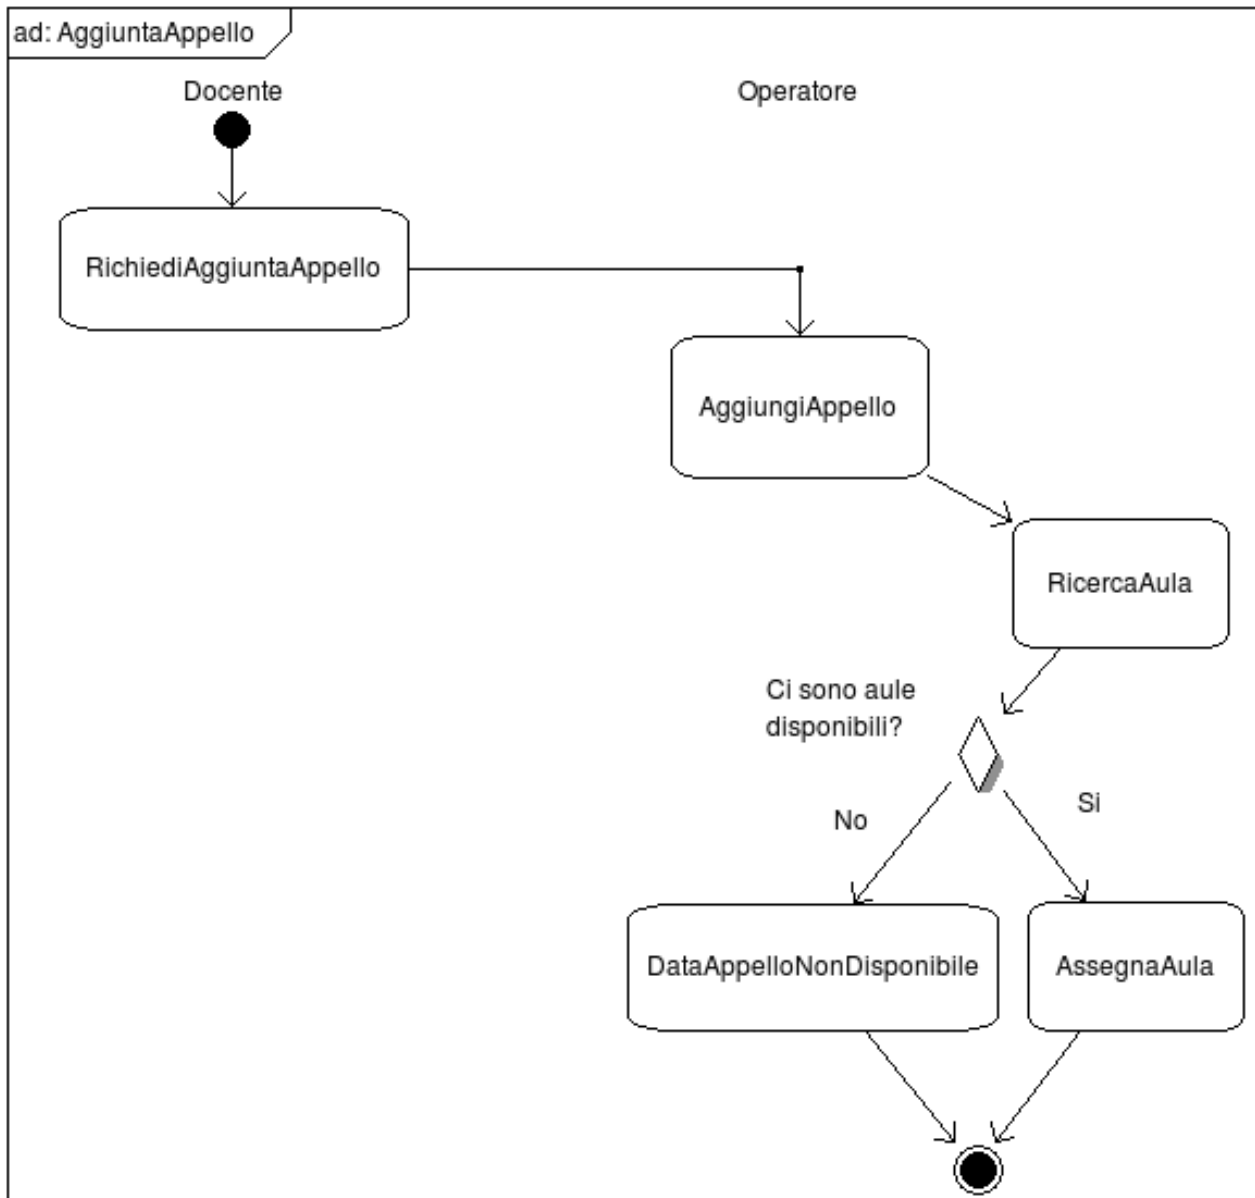 ad: AggiuntaAppello
Docente
Operatore
RichiediAggiuntaAppello
AggiungiAppello
RicercaAula
Ci sono aule
disponibili?
No
Si
DataAppelloNonDisponibile
AssegnaAula